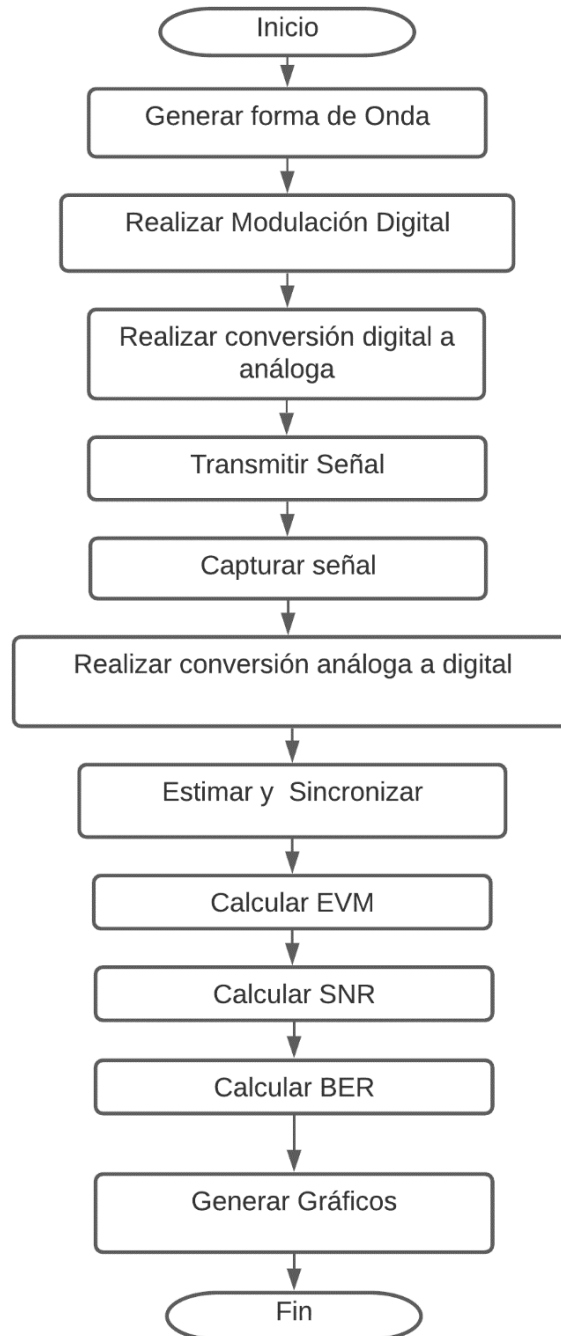 Inicio
Generar forma de Onda
Realizar Modulación Digital
Realizar conversión digital a
análoga
Transmitir Señal
Capturar señal
Realizar conversión análoga a digital
Estimar y  Sincronizar
Calcular EVM
Calcular SNR
Calcular BER
Generar Gráficos
Fin